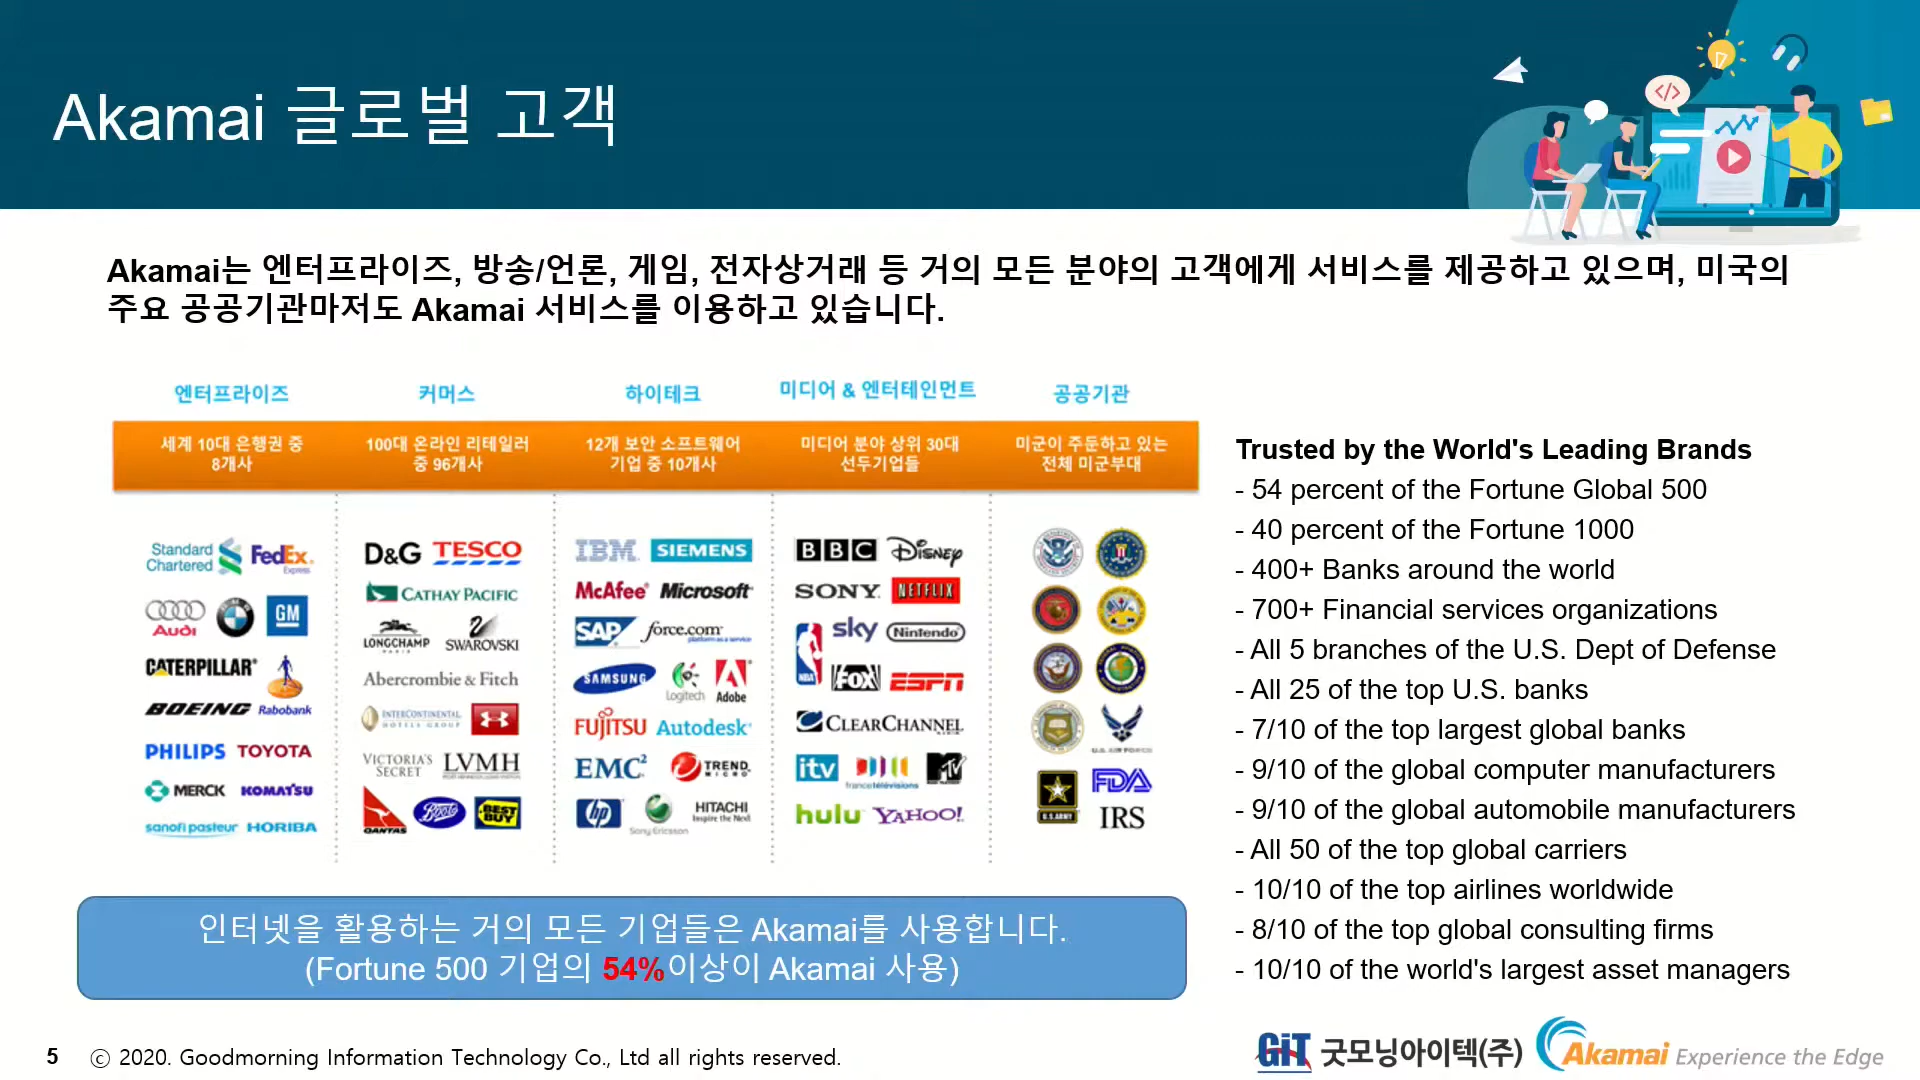 Akamai 글로벌 고객
</>
Akamai는 엔터프라이즈, 방송/언론, 게임, 전자상거래 등 거의 모든 분야의 고객에게 서비스를 제공하고 있으며, 미국의
주요 공공기관마저도 Akamai 서비스를 이용하고 있습니다.
엔터프라이즈
커머스
하이테크
미디어 & 엔터테인먼트
공공기관
세계 10대 은행권 중
8개사
100대 온라인 리테일러
중 96개사
12개 보안 소프트웨어
기업 중 10개사
미디어 분야 상위 30대
선두기업들
미군이 주둔하고 있는
전체 미군부대
Standard
Chartered
FedEx
Express
Audi
BMW
GM
CATERPILLAR
BOEING
Rabobank
PHILIPS
TOYOTA
MERCK
KOMATSU
sanofi pasteur
HORIBA
D&G
TESCO
CATHAY PACIFIC
LONGCHAMP
PARIS
SWAROVSKI
Abercrombie & Fitch
INTERCONTINENTAL
HOTELS GROUP
VICTORIA'S
SECRET
LVMH
QANTAS
Boots
BEST
BUY
IBM
SIEMENS
McAfee
Microsoft
SAP
force.com
platform as a service
SAMSUNG
Logitech
Adobe
FUJITSU
Autodesk
EMC²
TREND
MICRO
hp
Sony Ericsson
HITACHI
Inspire the Next
BBC
DISNEY
SONY
NETFLIX
NBA
sky
Nintendo
FOX
ESPN
CLEARCHANNEL
itv
francetélévisions
MTV
hulu
YAHOO!
U.S. AIR FORCE
U.S.ARMY
FDA
IRS
Trusted by the World's Leading Brands
- 54 percent of the Fortune Global 500
- 40 percent of the Fortune 1000
- 400+ Banks around the world
- 700+ Financial services organizations
- All 5 branches of the U.S. Dept of Defense
- All 25 of the top U.S. banks
- 7/10 of the top largest global banks
- 9/10 of the global computer manufacturers
- 9/10 of the global automobile manufacturers
- All 50 of the top global carriers
- 10/10 of the top airlines worldwide
- 8/10 of the top global consulting firms
- 10/10 of the world's largest asset managers
인터넷을 활용하는 거의 모든 기업들은 Akamai를 사용합니다.
(Fortune 500 기업의 54%이상이 Akamai 사용)
5 ⓒ 2020. Goodmorning Information Technology Co., Ltd all rights reserved.
GiT 굿모닝아이텍(주)
Akamai Experience the Edge